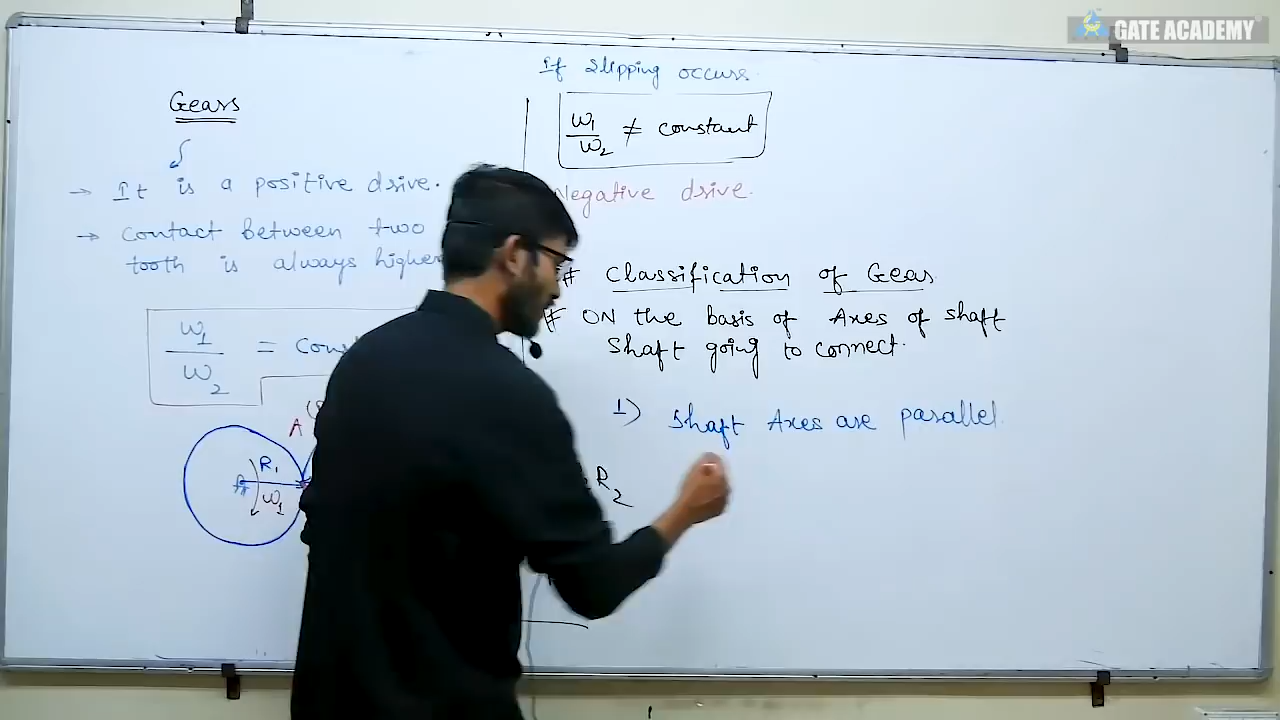 GATE ACADEMY
Gears
→ It is a positive drive.
→ Contact between two
tooth is always higher
ω1/ω2 = cons
A
R1
ω1
R2
If slipping occurs.
ω1/ω2 ≠ constant
Negative drive.
# Classification of Gear
# ON the basis of Axes of shaft
shaft going to connect.
1) Shaft Axes are parallel.